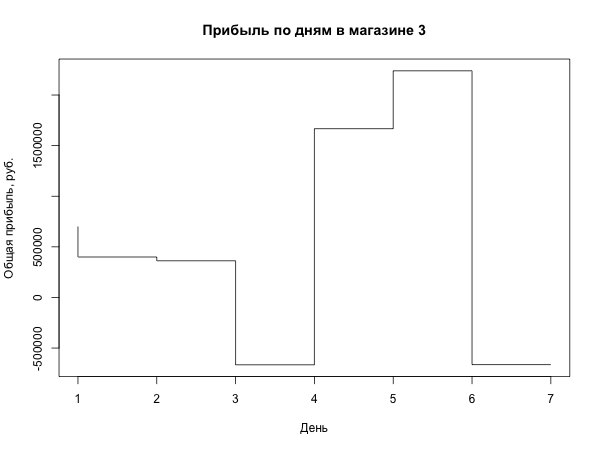 Прибыль по дням в магазине 3
Общая прибыль, руб.
1500000
500000
0
-500000
1 2 3 4 5 6 7
День